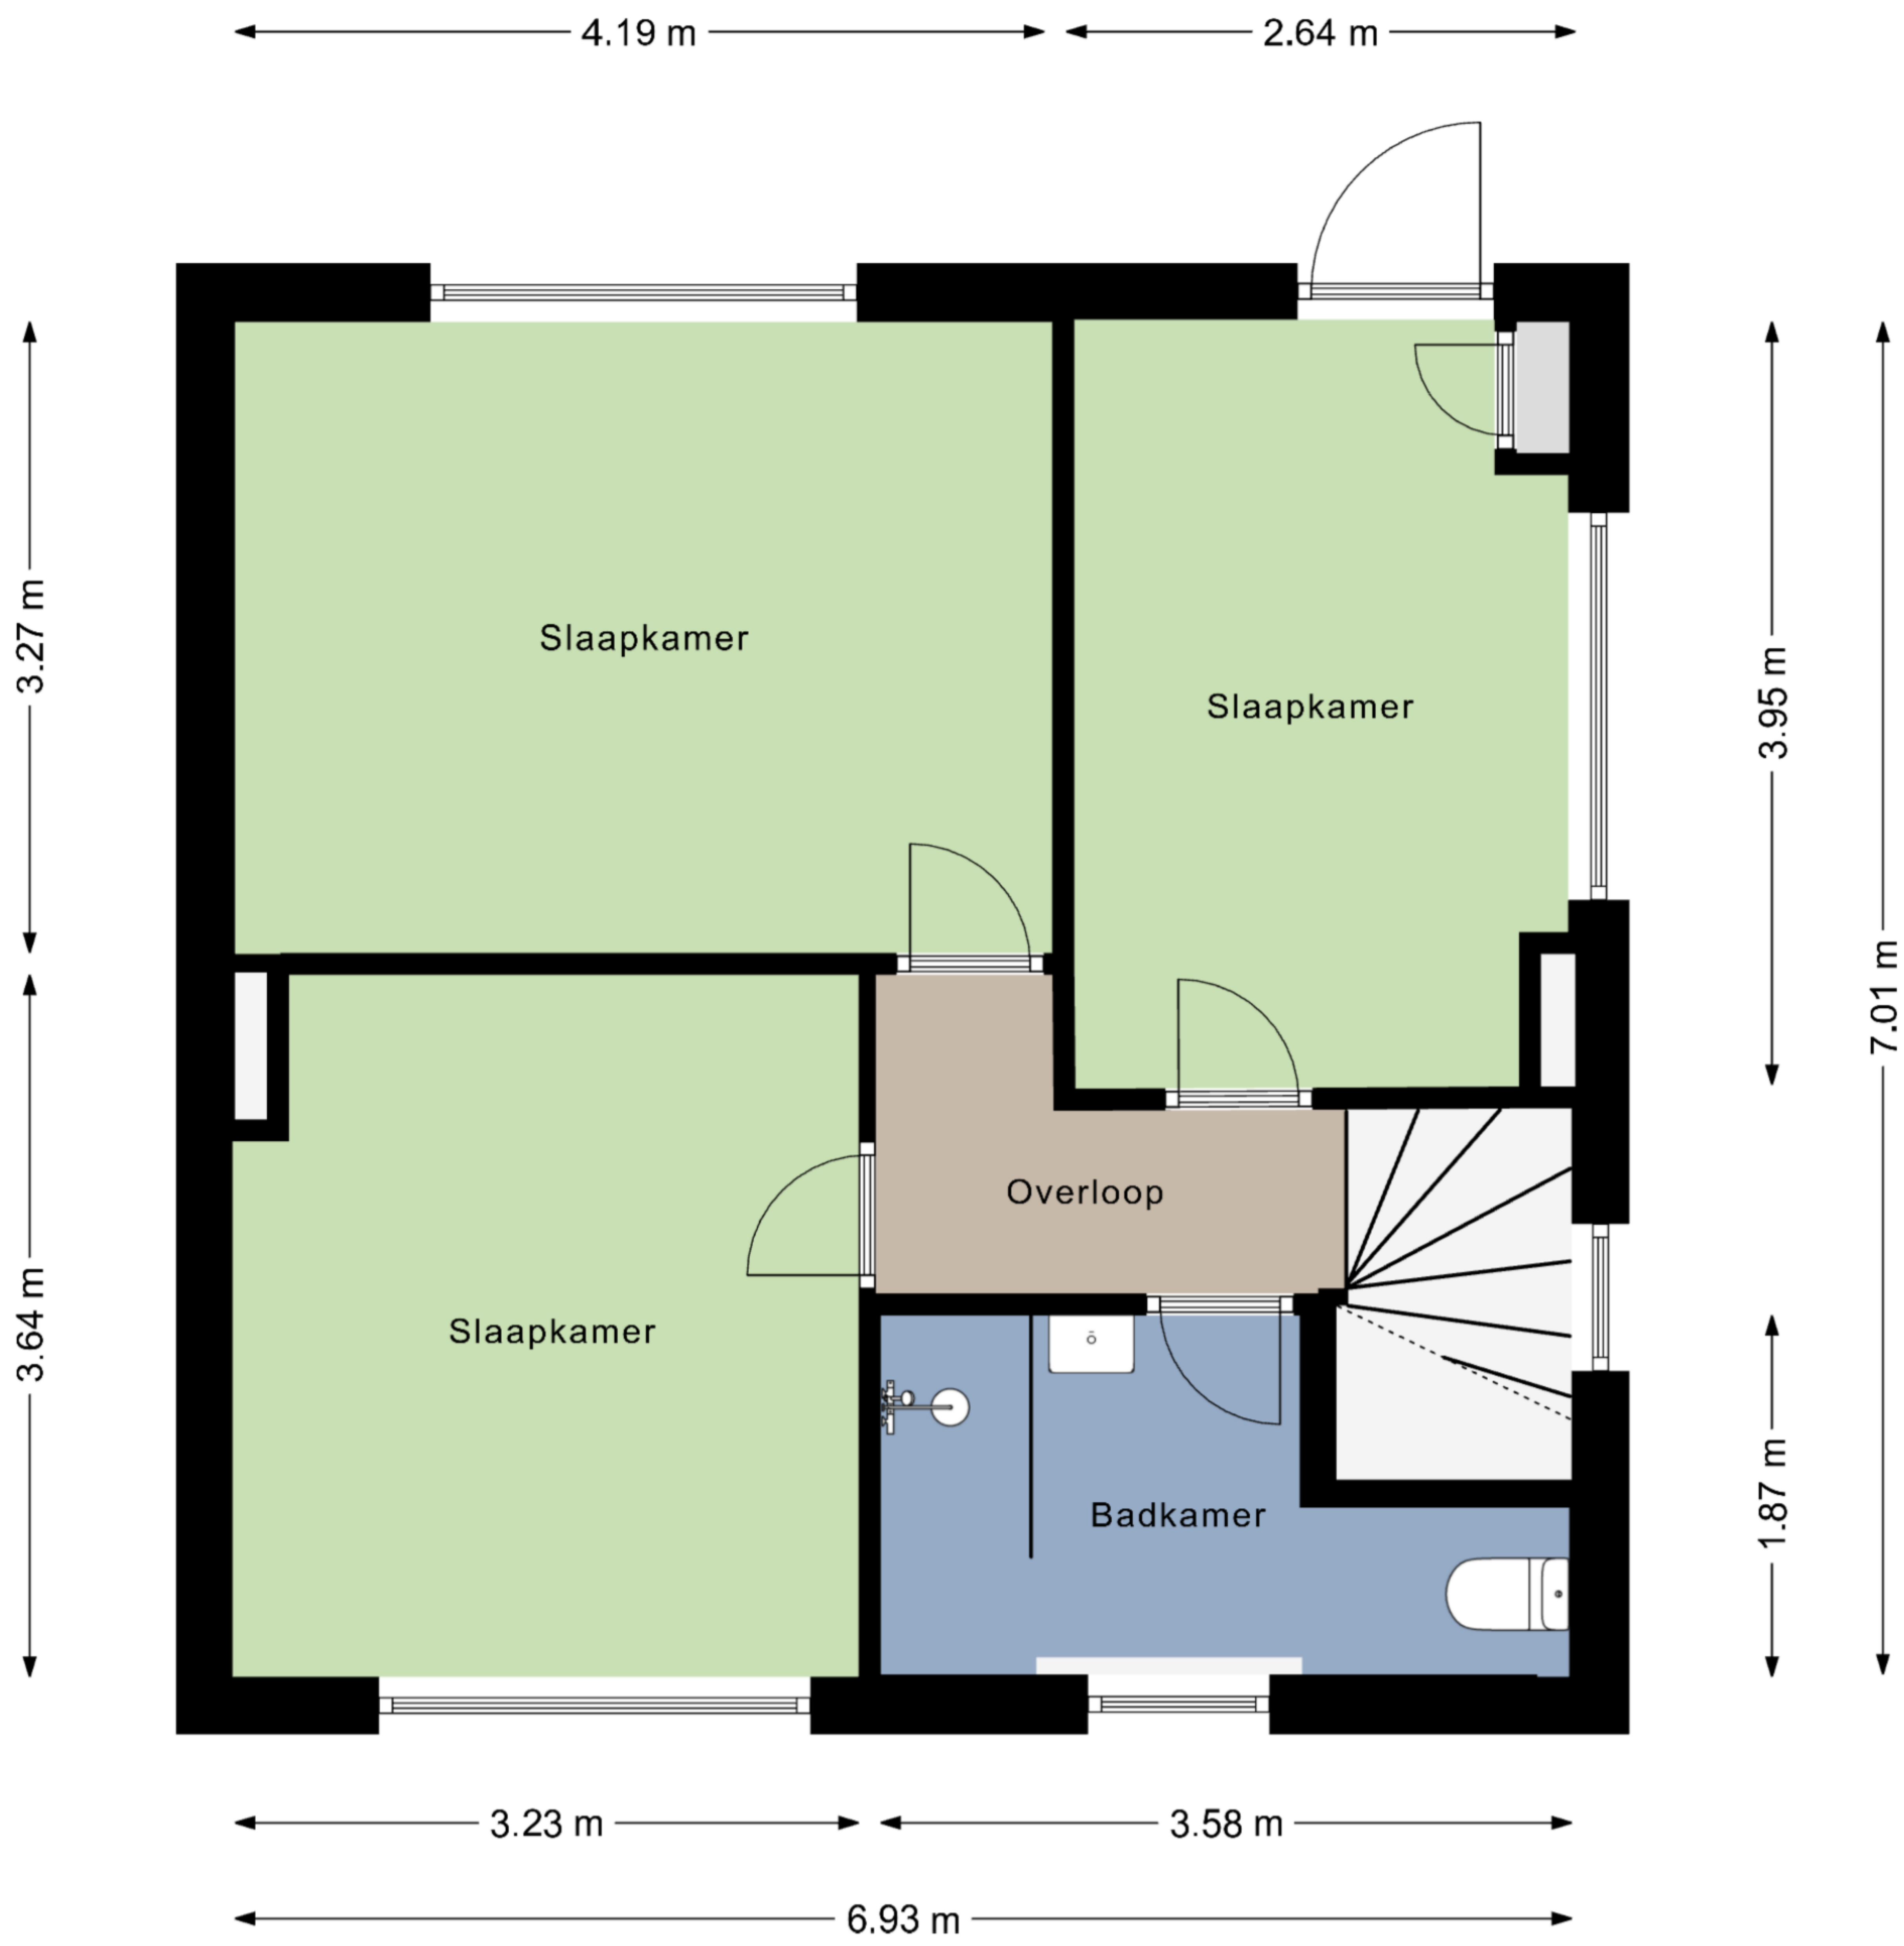 4.19 m
2.64 m
3.27 m
Slaapkamer
Slaapkamer
3.95 m
7.01 m
Overloop
3.64 m
Slaapkamer
Badkamer
1.87 m
3.23 m
3.58 m
6.93 m